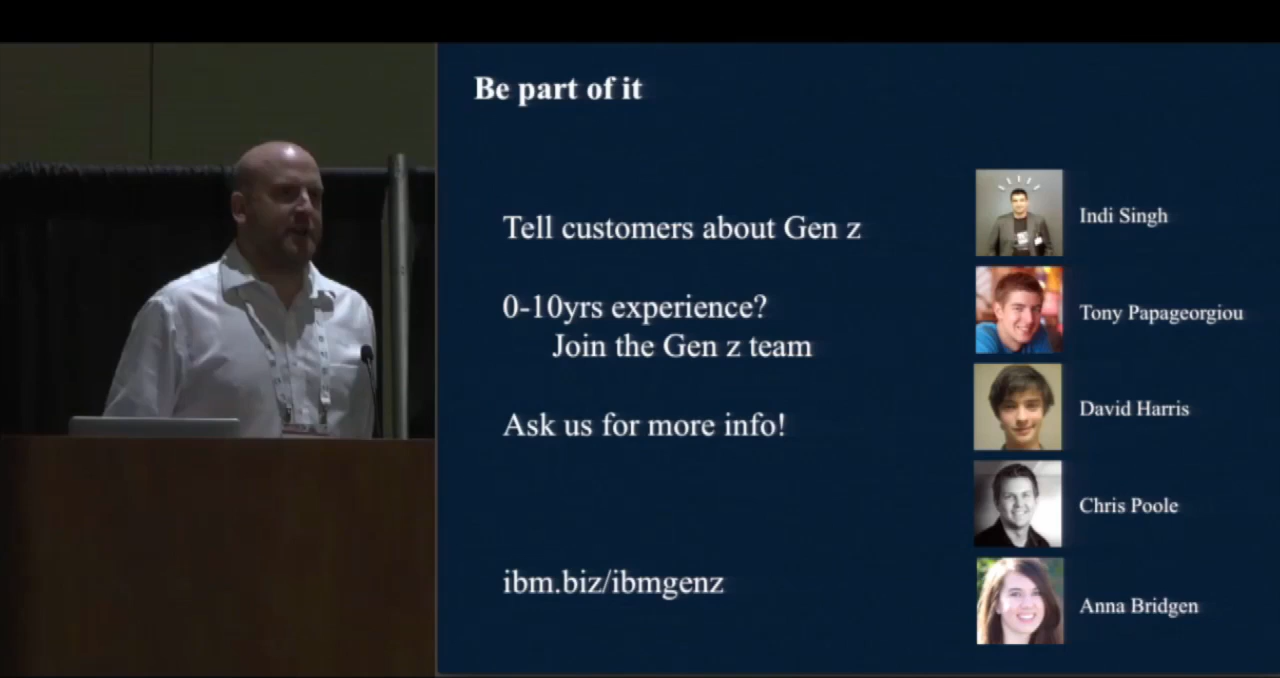 Be part of it
Tell customers about Gen z
0-10yrs experience?
Join the Gen z team
Ask us for more info!
ibm.biz/ibmgenz
Indi Singh
Tony Papageorgiou
David Harris
Chris Poole
Anna Bridgen